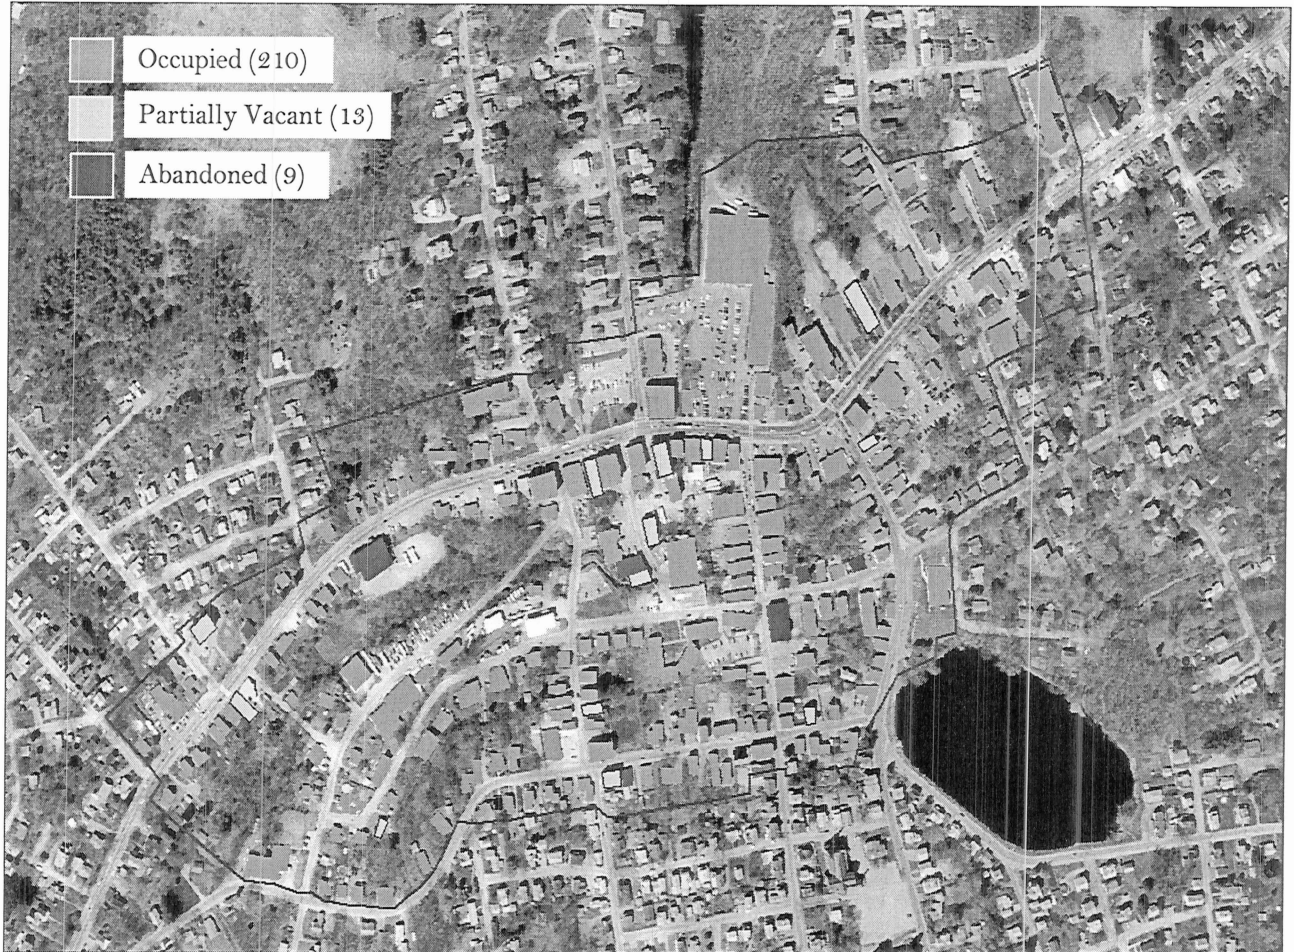 Occupied (210)
Partially Vacant (13)
Abandoned (9)